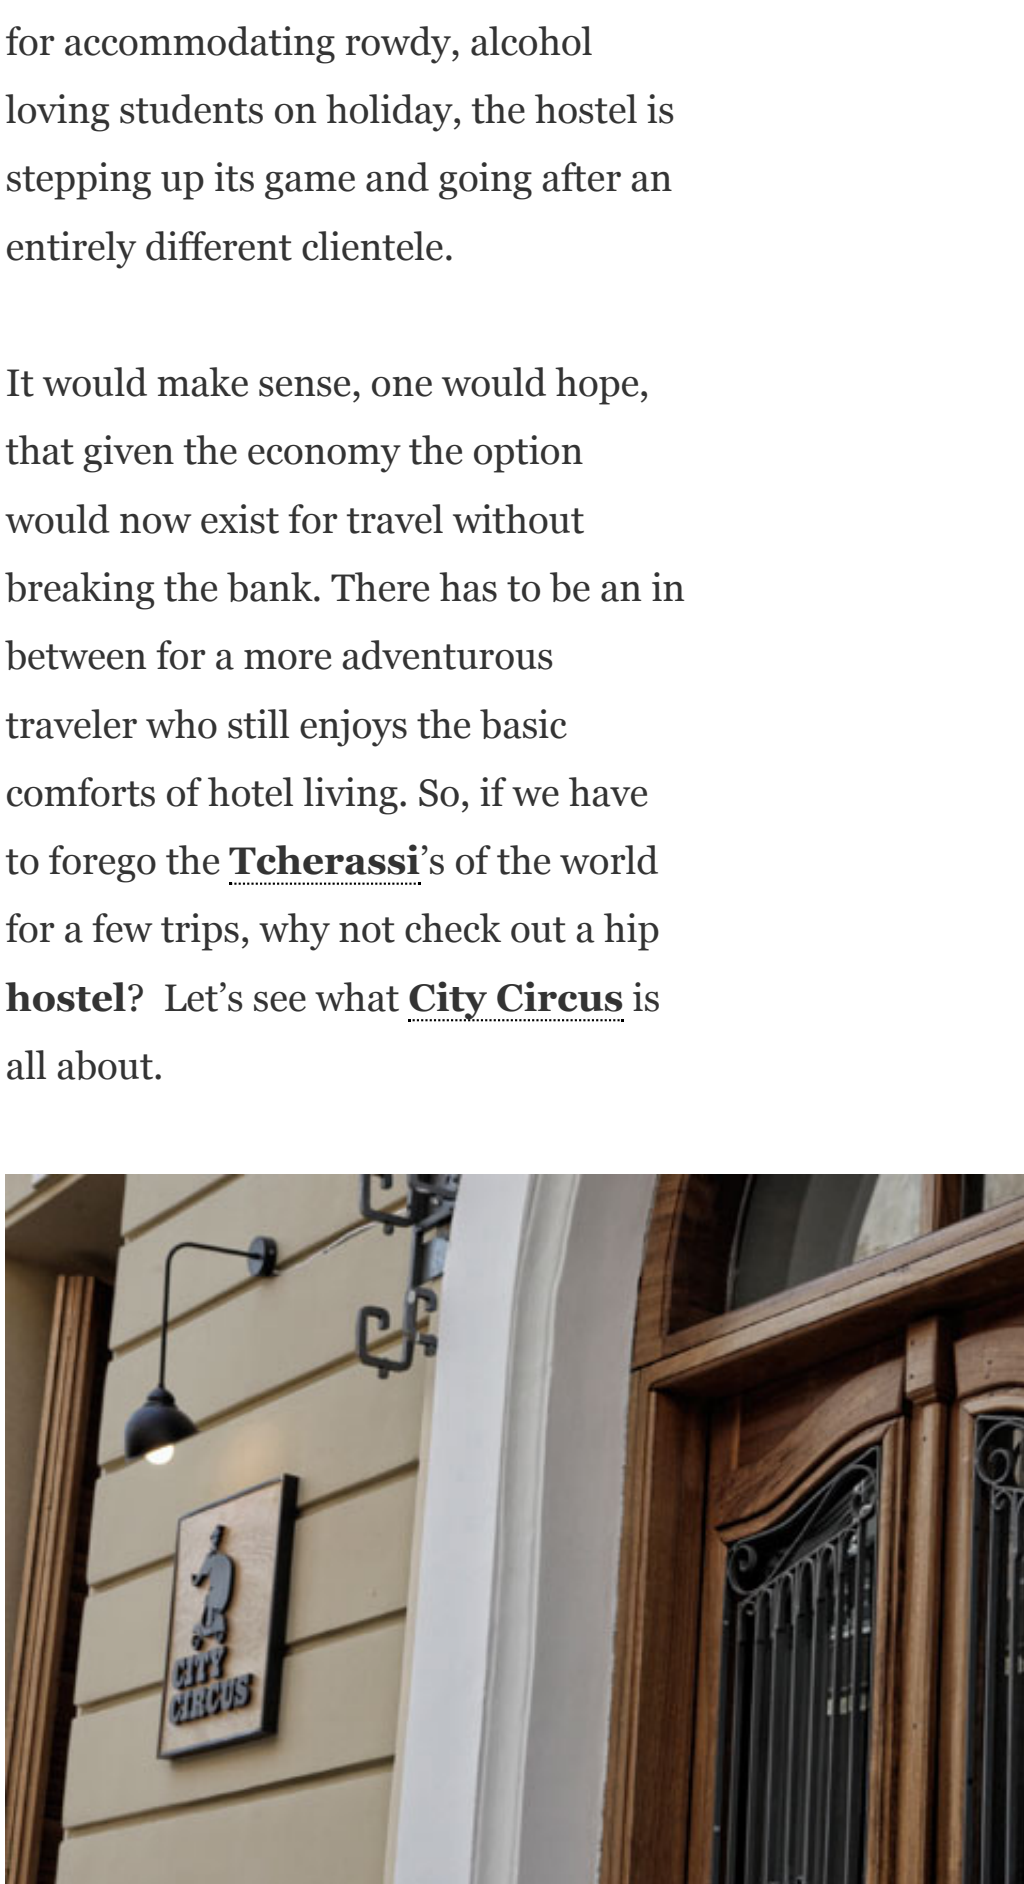 for accommodating rowdy, alcohol
loving students on holiday, the hostel is
stepping up its game and going after an
entirely different clientele.
It would make sense, one would hope,
that given the economy the option
would now exist for travel without
breaking the bank. There has to be an in
between for a more adventurous
traveler who still enjoys the basic
comforts of hotel living. So, if we have
to forego the Tcherassi’s of the world
for a few trips, why not check out a hip
hostel?  Let’s see what City Circus is
all about.
CITY
CIRCUS